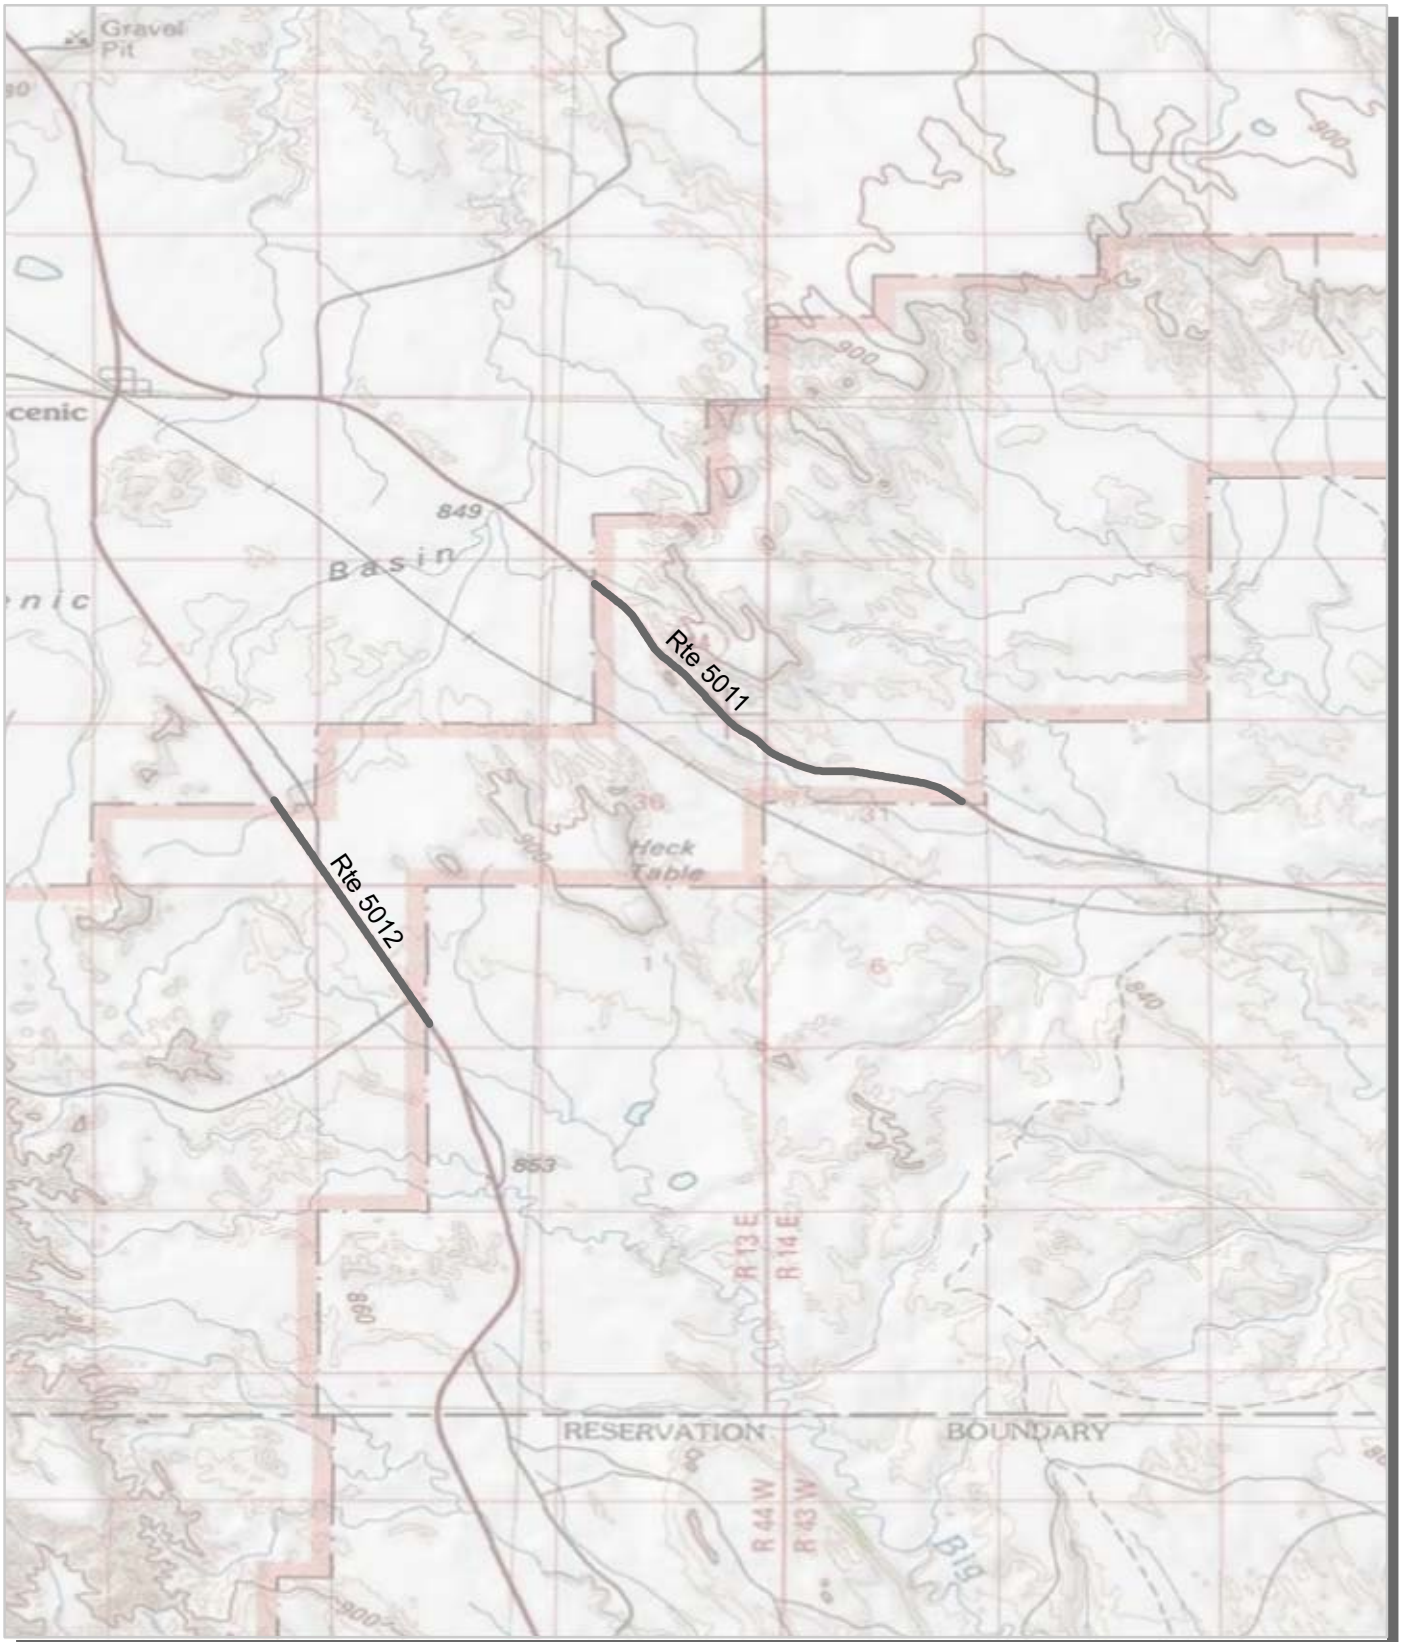 Gravel
Pit
900
900
cenic
849
Basin
enic
Rte 5011
36
31
Heck
Table
900
Rte 5012
1
6
840
853
R 13 E
R 14 E
860
RESERVATION BOUNDARY
R 44 W
R 43 W
Big
900